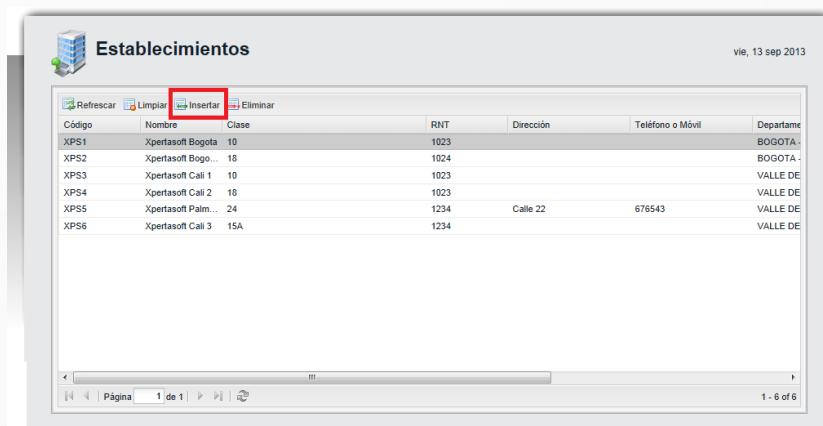 Establecimientos
vie, 13 sep 2013
Refrescar Limpiar Insertar Eliminar
Código Nombre Clase RNT Dirección Teléfono o Móvil Departame
XPS1 Xpertasoft Bogota 10 1023 BOGOTA -
XPS2 Xpertasoft Bogo... 18 1024 BOGOTA -
XPS3 Xpertasoft Cali 1 10 1023 VALLE DE
XPS4 Xpertasoft Cali 2 18 1023 VALLE DE
XPS5 Xpertasoft Palm... 24 1234 Calle 22 676543 VALLE DE
XPS6 Xpertasoft Cali 3 15A 1234 VALLE DE
Página 1 de 1 1 - 6 of 6